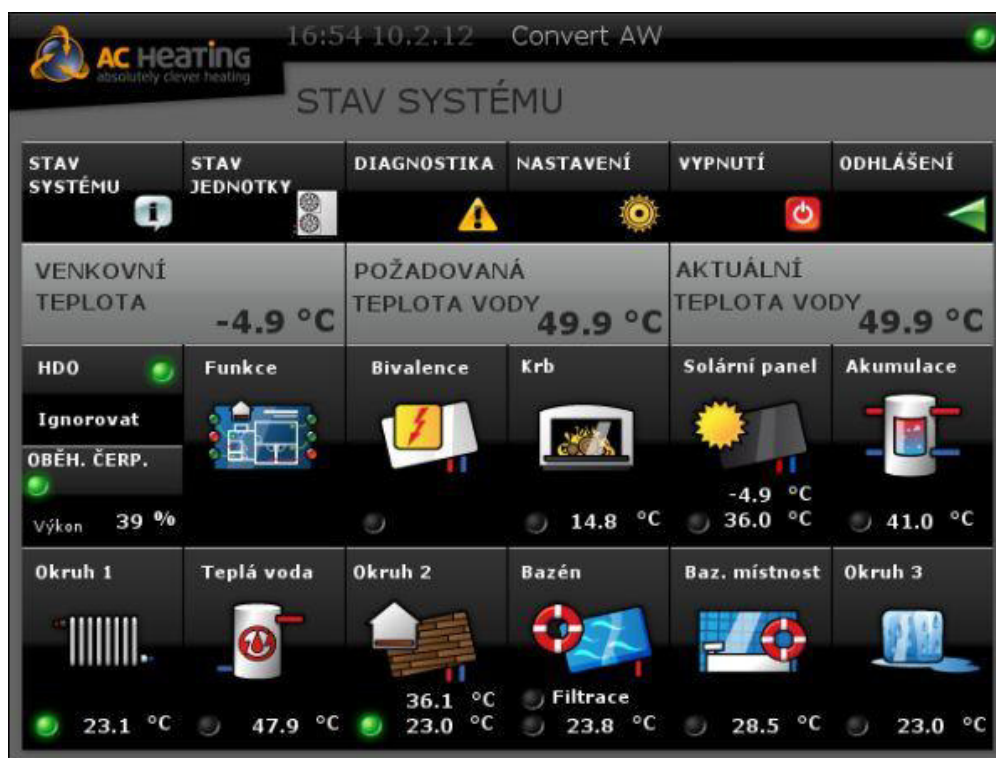 16:54 10.2.12 Convert AW
AC Heating
absolutely clever heating
STAV SYSTÉMU
STAV SYSTÉMU
STAV JEDNOTKY
DIAGNOSTIKA
NASTAVENÍ
VYPNUTÍ
ODHLÁŠENÍ
VENKOVNÍ
TEPLOTA
-4.9 °C
POŽADOVANÁ
TEPLOTA VODY
49.9 °C
AKTUÁLNÍ
TEPLOTA VODY
49.9 °C
HDO
Ignorovat
OBĚH. ČERP.
Výkon 39 %
Funkce
Bivalence
Krb
14.8 °C
Solární panel
-4.9 °C
36.0 °C
Akumulace
41.0 °C
Okruh 1
23.1 °C
Teplá voda
47.9 °C
Okruh 2
36.1 °C
23.0 °C
Bazén
Filtrace
23.8 °C
Baz. místnost
28.5 °C
Okruh 3
23.0 °C